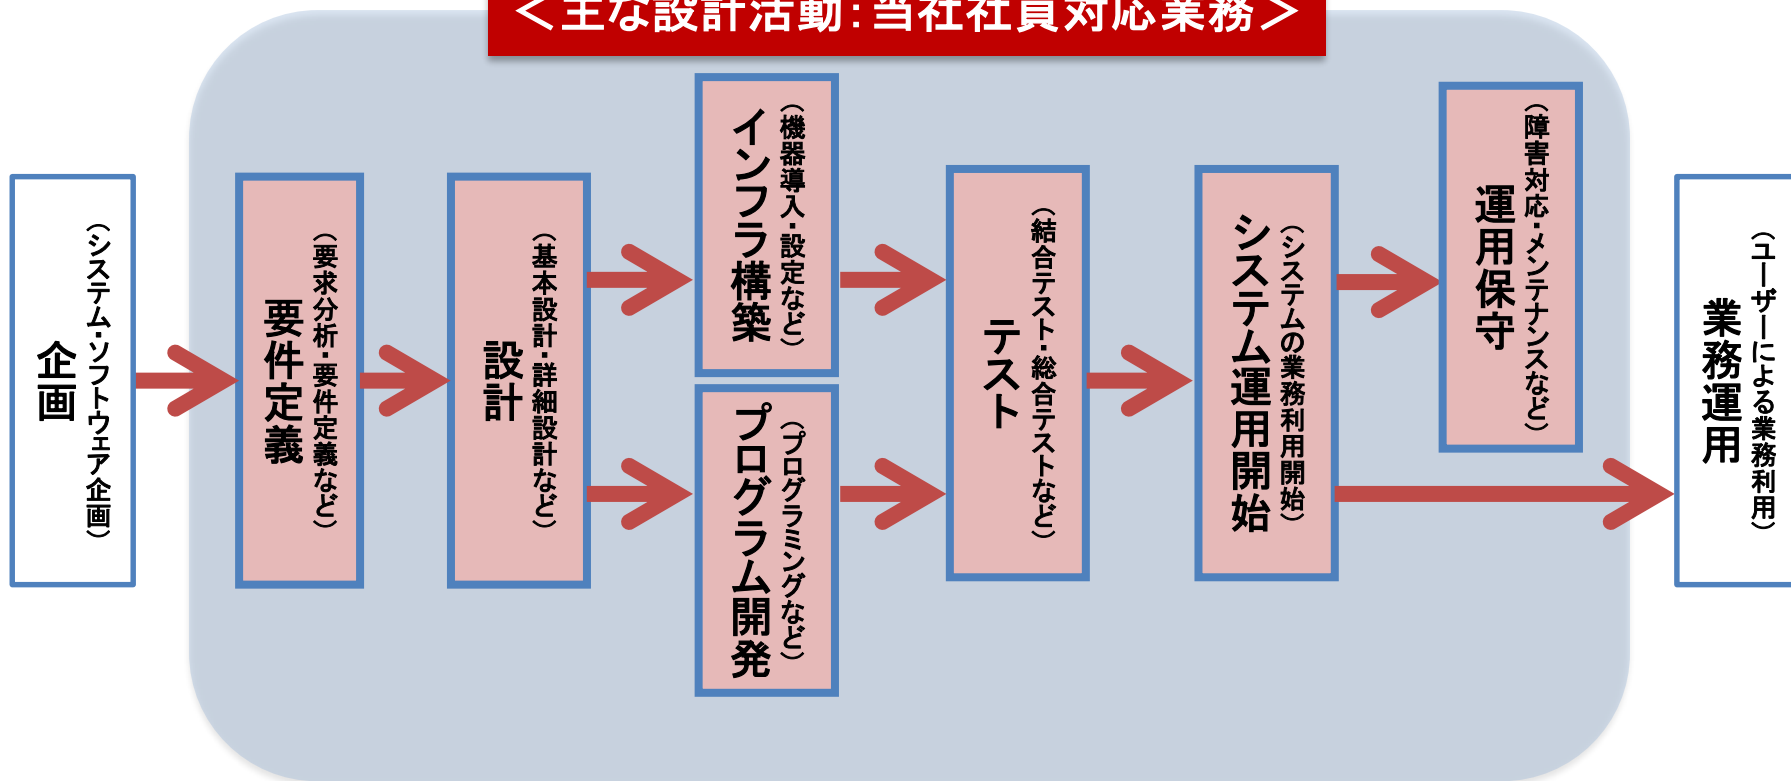 ＜主な設計活動：当社社員対応業務＞
企画
（システム・ソフトウェア企画）
要件定義
（要求分析・要件定義など）
設計
（基本設計・詳細設計など）
インフラ構築
（機器導入・設定など）
プログラム開発
（プログラミングなど）
テスト
（結合テスト・総合テストなど）
システム運用開始
（システムの業務利用開始）
運用保守
（障害対応・メンテナンスなど）
業務運用
（ユーザーによる業務利用）